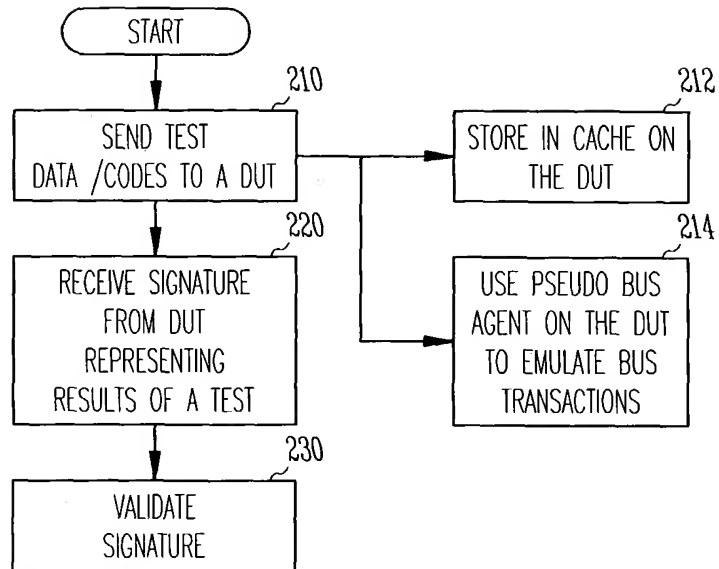 START
210
SEND TEST
DATA /CODES TO A DUT
212
STORE IN CACHE ON
THE DUT
220
RECEIVE SIGNATURE
FROM DUT
REPRESENTING
RESULTS OF A TEST
214
USE PSEUDO BUS
AGENT ON THE DUT
TO EMULATE BUS
TRANSACTIONS
230
VALIDATE
SIGNATURE